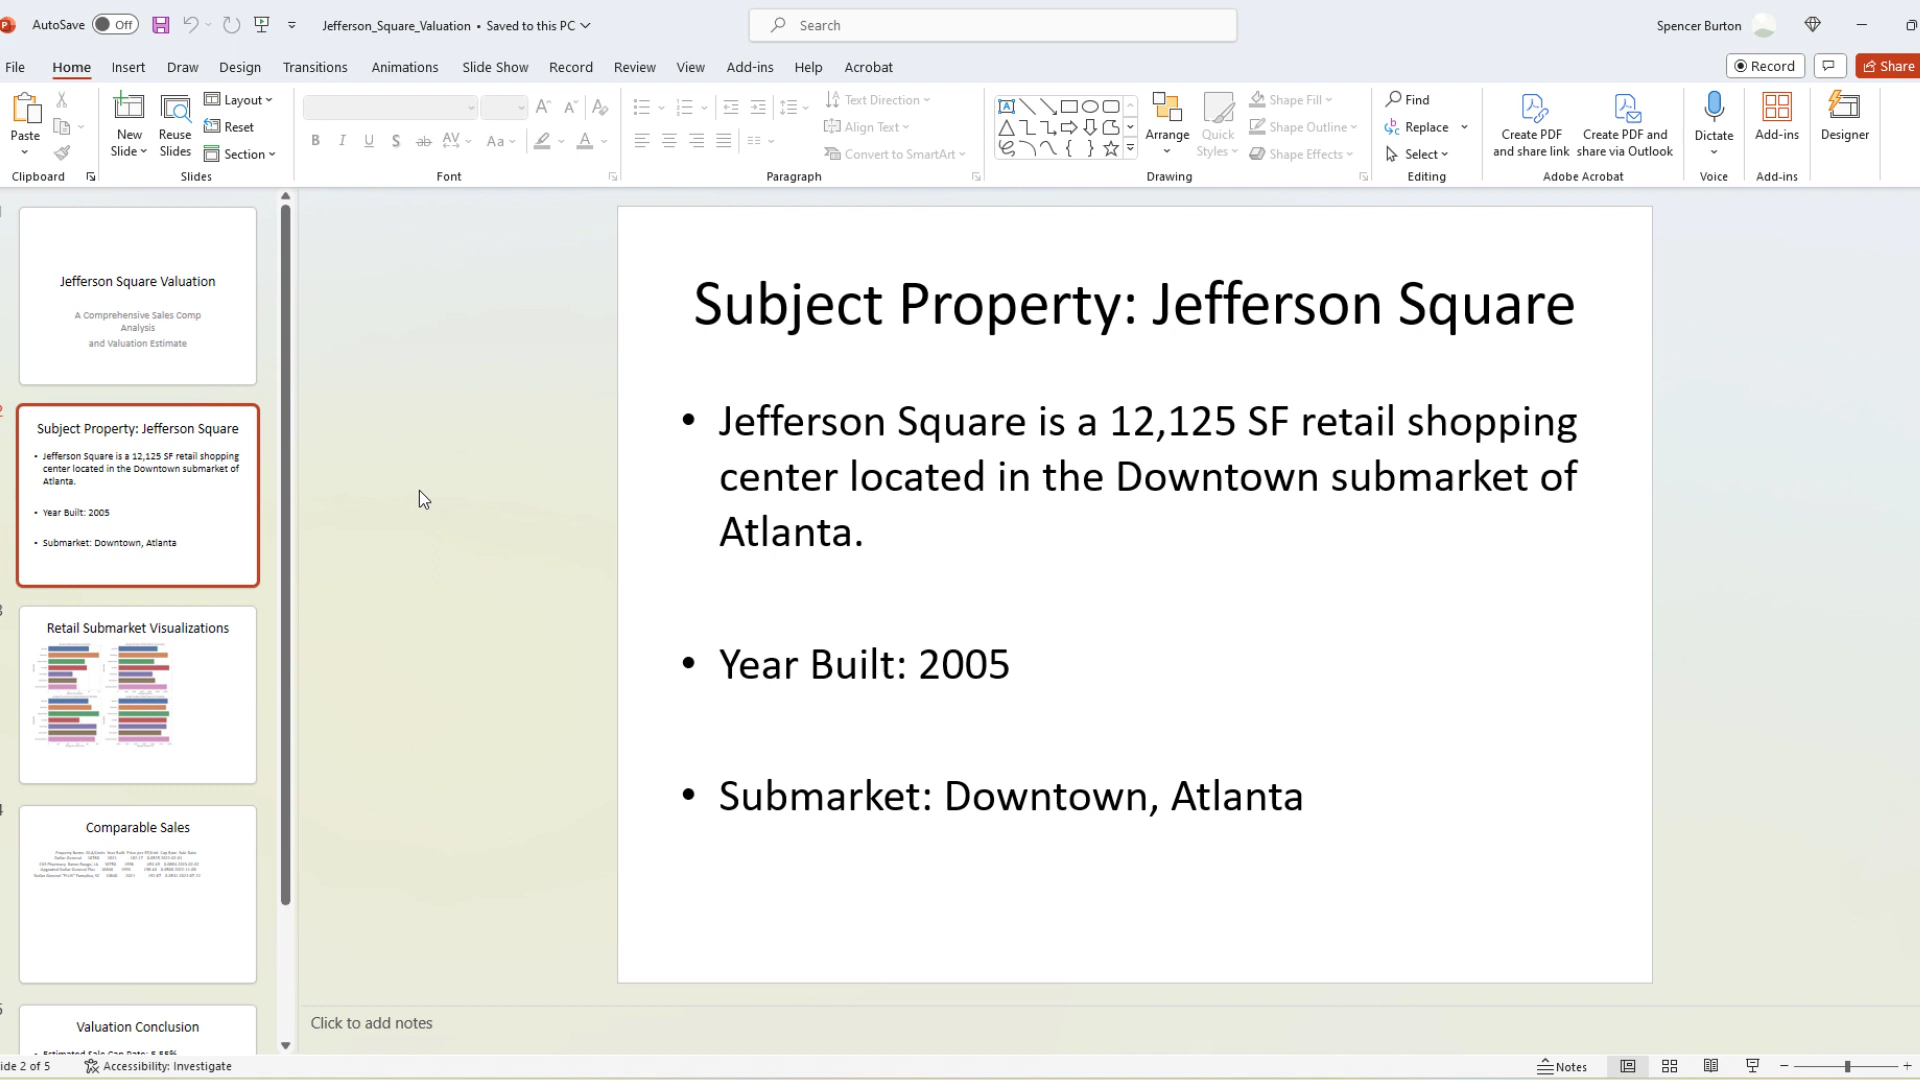 AutoSave Off Jefferson_Square_Valuation • Saved to this PC Search Spencer Burton
File Home Insert Draw Design Transitions Animations Slide Show Record Review View Add-ins Help Acrobat Record Share
Paste
New Slide
Reuse Slides
Layout
Reset
Section
Aa
Text Direction
Align Text
Convert to SmartArt
Arrange
Quick Styles
Shape Fill
Shape Outline
Shape Effects
Find
Replace
Select
Create PDF and share link
Create PDF and share via Outlook
Dictate
Add-ins
Designer
Clipboard Slides Font Paragraph Drawing Editing Adobe Acrobat Voice Add-ins
Jefferson Square Valuation
A Comprehensive Sales Comp
Analysis
and Valuation Estimate
2
Subject Property: Jefferson Square
• Jefferson Square is a 12,125 SF retail shopping
center located in the Downtown submarket of
Atlanta.
• Year Built: 2005
• Submarket: Downtown, Atlanta
Retail Submarket Visualizations
4
Comparable Sales
Valuation Conclusion
Subject Property: Jefferson Square
• Jefferson Square is a 12,125 SF retail shopping
center located in the Downtown submarket of
Atlanta.
• Year Built: 2005
• Submarket: Downtown, Atlanta
Click to add notes
ide 2 of 5 Accessibility: Investigate Notes